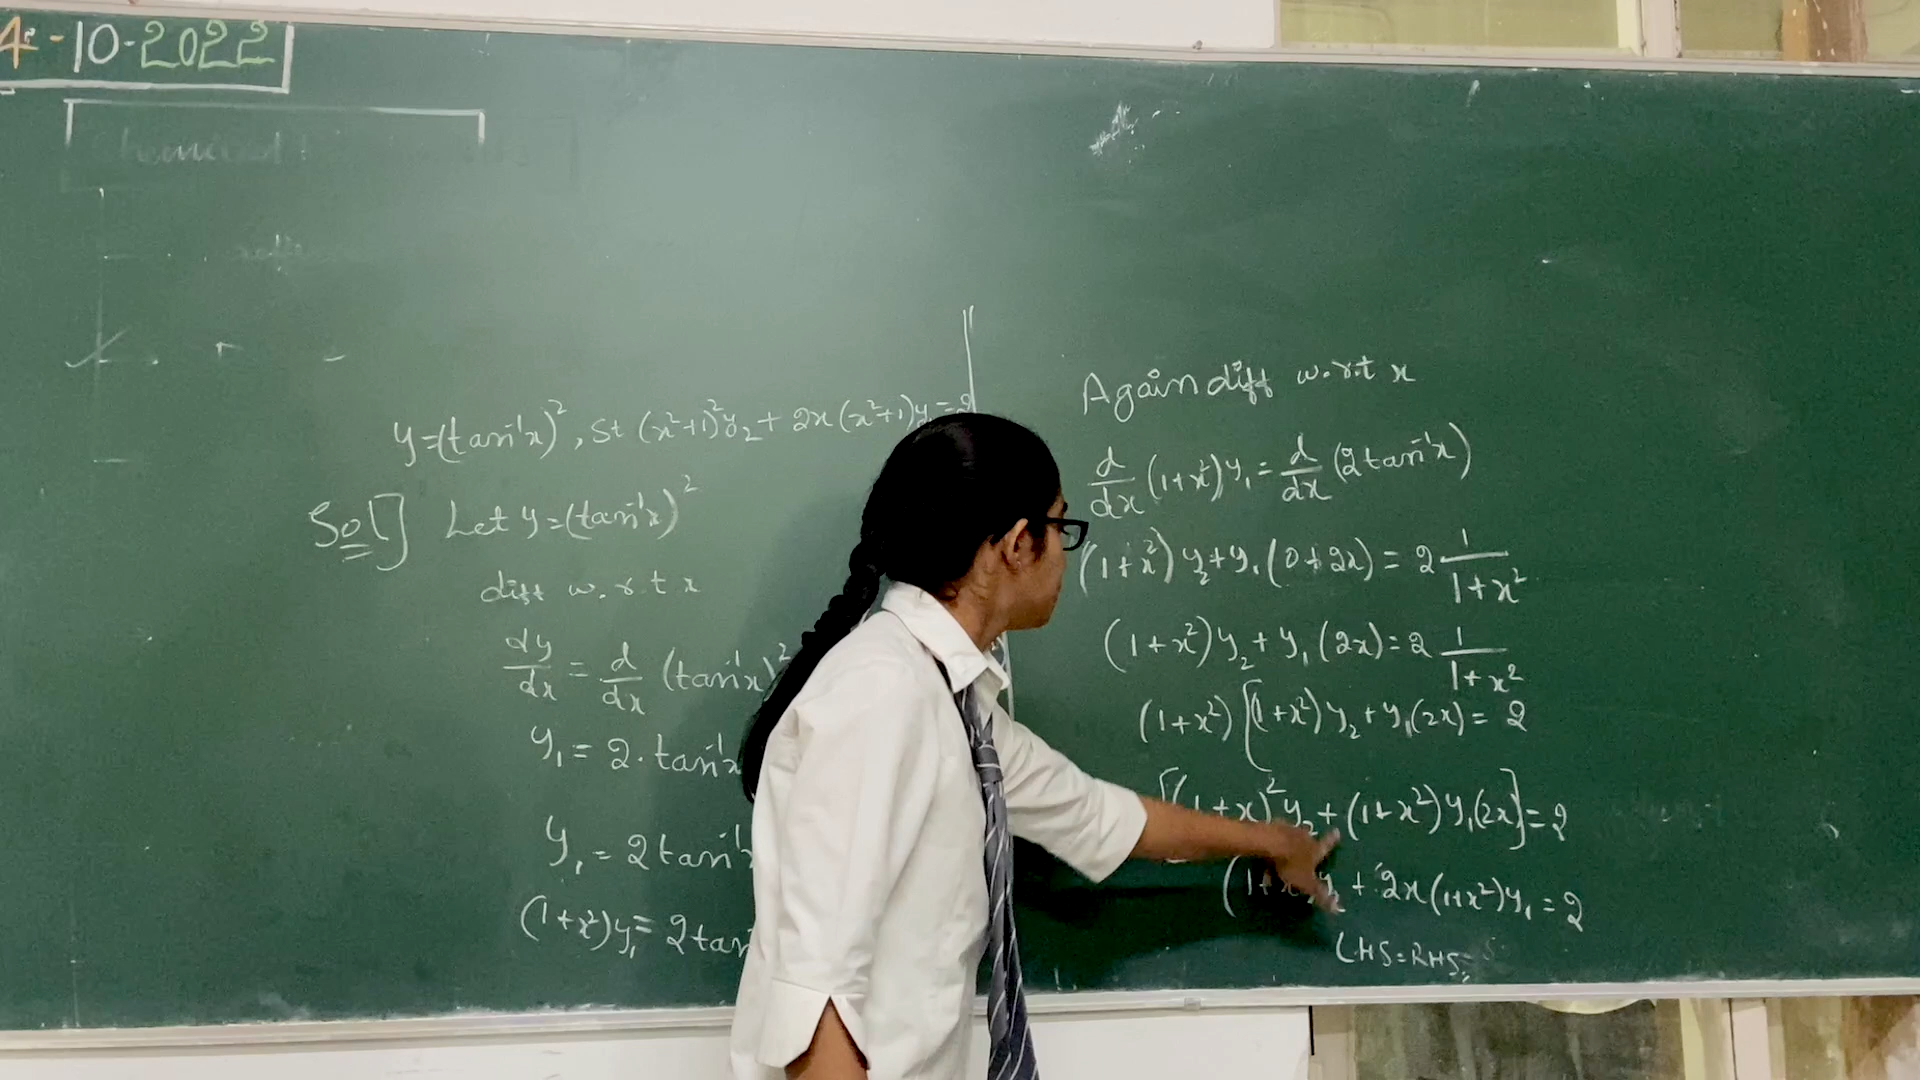 4-10-2022
Chemical
y=(tan⁻¹x)², st (x²+1)²y₂+ 2x(x²+1)y₁=2
Sol] Let y=(tan⁻¹x)²
diff w.r.t x
dy/dx = d/dx (tan⁻¹x)²
y₁= 2. tan⁻¹x
y₁ = 2tan⁻¹x
(1+x²)y₁= 2tan
Again diff w.r.t x
d/dx (1+x²)y₁ = d/dx (2tan⁻¹x)
(1+x²)y₂+y₁(0+2x) = 2 1/1+x²
(1+x²)y₂+y₁(2x)=2 1/1+x²
(1+x²)[(1+x²)y₂+y₁(2x)= 2
[(1+x)²y₂+(1+x²)y₁(2x]=2
(1+x y₂ + 2x(1+x²)y₁=2
LHS=RHS